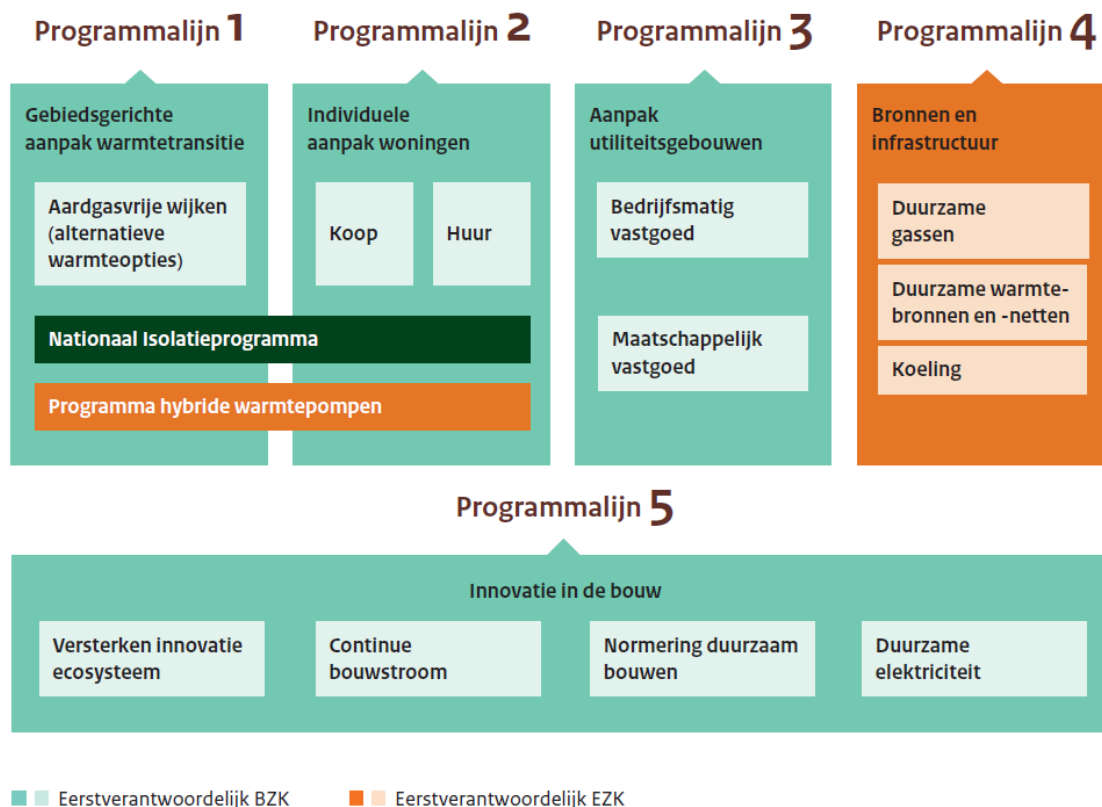 Programmalijn 1
Programmalijn 2
Programmalijn 3
Programmalijn 4
Gebiedsgerichte
aanpak warmtetransitie
Aardgasvrije wijken
(alternatieve
warmteopties)
Individuele
aanpak woningen
Koop
Huur
Nationaal Isolatieprogramma
Programma hybride warmtepompen
Aanpak
utiliteitsgebouwen
Bedrijfsmatig
vastgoed
Maatschappelijk
vastgoed
Bronnen en
infrastructuur
Duurzame
gassen
Duurzame warmte-
bronnen en -netten
Koeling
Programmalijn 5
Innovatie in de bouw
Versterken innovatie
ecosysteem
Continue
bouwstroom
Normering duurzaam
bouwen
Duurzame
elektriciteit
Eerstverantwoordelijk BZK
Eerstverantwoordelijk EZK